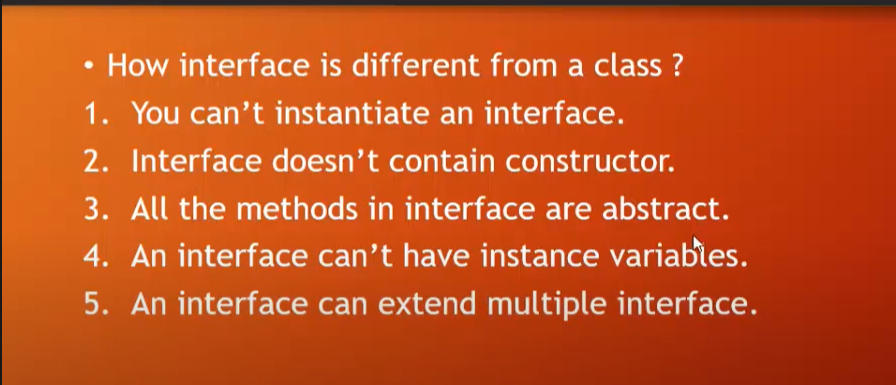 • How interface is different from a class ?
1. You can't instantiate an interface.
2. Interface doesn't contain constructor.
3. All the methods in interface are abstract.
4. An interface can't have instance variables.
5. An interface can extend multiple interface.